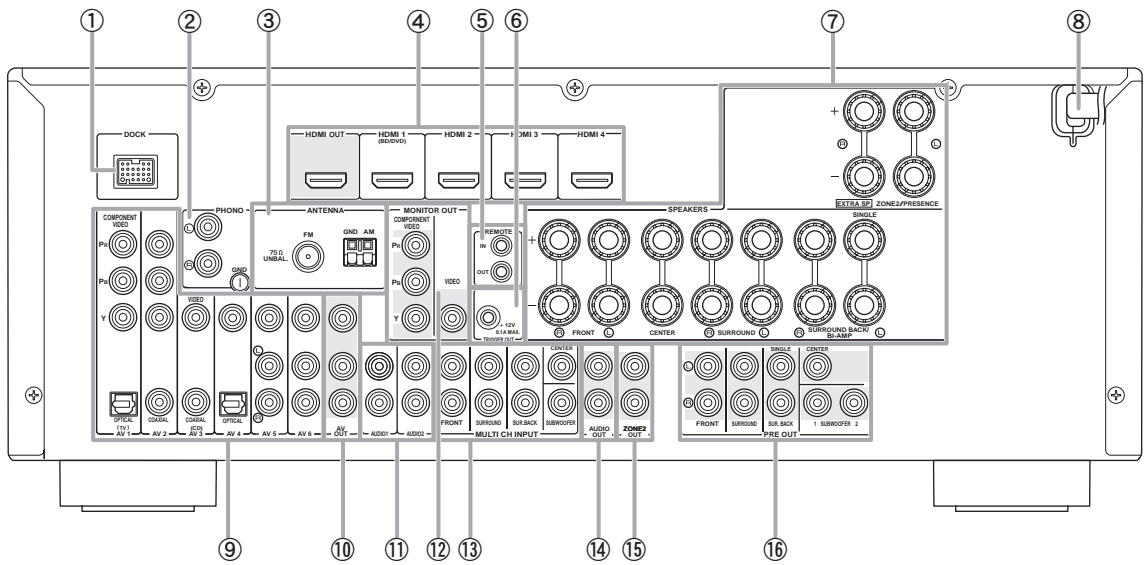 ① ② ③ ④ ⑤ ⑥ ⑦ ⑧
DOCK
HDMI OUT
HDMI 1
(BD/DVD)
HDMI 2
HDMI 3
HDMI 4
+
Ⓡ Ⓛ
−
EXTRA SP
ZONE2/PRESENCE
PHONO
Ⓛ
Ⓡ
GND
ANTENNA
FM
75 Ω
UNBAL.
GND AM
MONITOR OUT
COMPORNENT
VIDEO
PR
PB
Y
VIDEO
REMOTE
IN
OUT
+ 12V
0.1A MAX.
TRIGGER OUT
SPEAKERS
SINGLE
+
−
Ⓡ FRONT Ⓛ
CENTER
Ⓡ SURROUND Ⓛ
Ⓡ SURROUND BACK/
BI-AMP Ⓛ
COMPONENT
VIDEO
PR
PB
Y
VIDEO
Ⓛ
Ⓡ
OPTICAL
(TV)
AV 1
COAXIAL
AV 2
COAXIAL
(CD)
AV 3
OPTICAL
AV 4
AV 5
AV 6
AV
OUT
AUDIO1
AUDIO2
CENTER
FRONT
SURROUND
SUR.BACK
SUBWOOFER
MULTI CH INPUT
AUDIO
OUT
ZONE2
OUT
Ⓛ
Ⓡ
SINGLE
CENTER
FRONT
SURROUND
SUR. BACK
1 SUBWOOFER 2
PRE OUT
⑨ ⑩ ⑪ ⑫ ⑬ ⑭ ⑮ ⑯